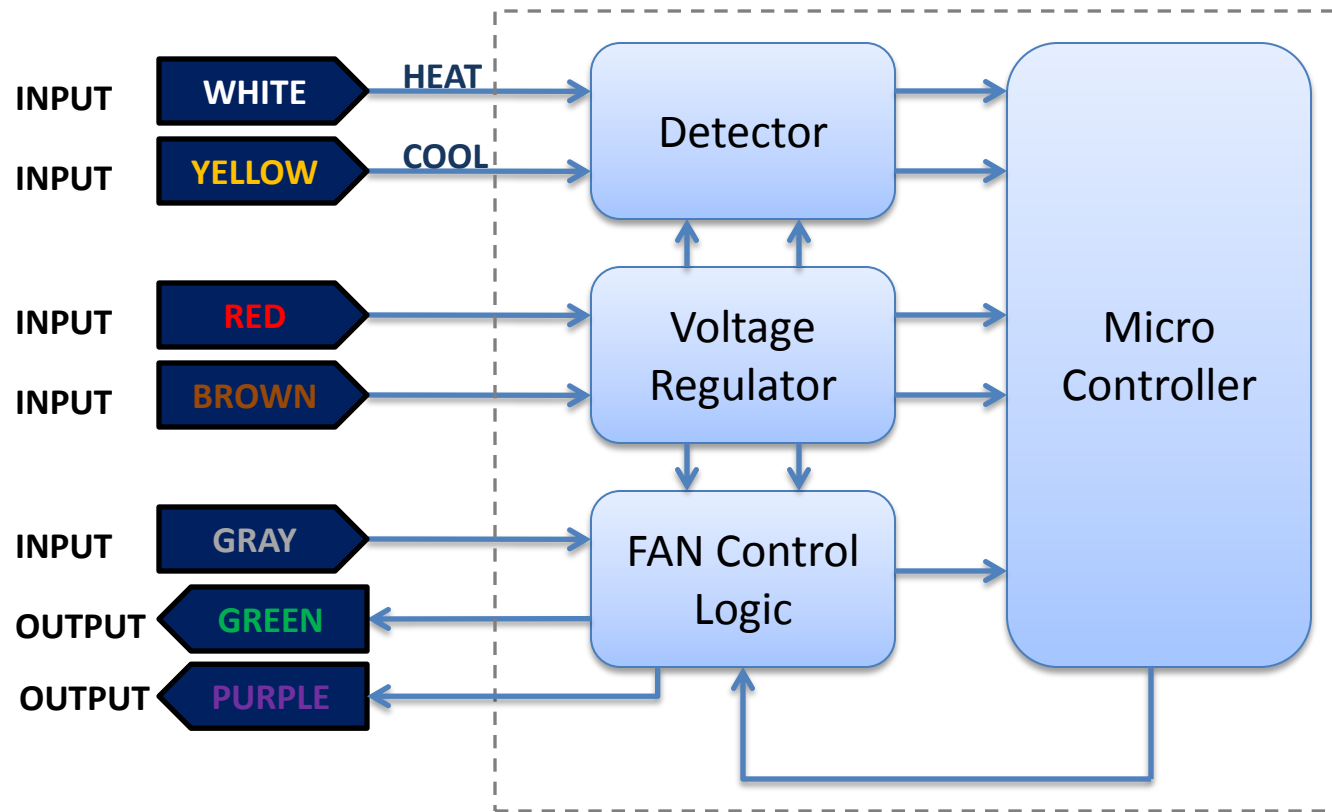 INPUT WHITE HEAT
INPUT YELLOW COOL
Detector
INPUT RED
INPUT BROWN
Voltage
Regulator
Micro
Controller
INPUT GRAY
OUTPUT GREEN
OUTPUT PURPLE
FAN Control
Logic